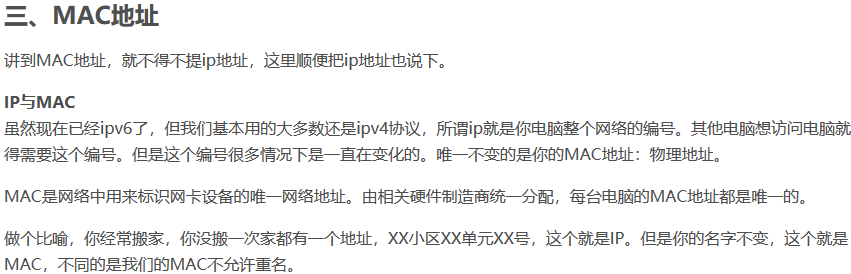 三、MAC地址
讲到MAC地址，就不得不提ip地址，这里顺便把ip地址也说下。
IP与MAC
虽然现在已经ipv6了，但我们基本用的大多数还是ipv4协议，所谓ip就是你电脑整个网络的编号。其他电脑想访问电脑就
得需要这个编号。但是这个编号很多情况下是一直在变化的。唯一不变的是你的MAC地址：物理地址。
MAC是网络中用来标识网卡设备的唯一网络地址。由相关硬件制造商统一分配，每台电脑的MAC地址都是唯一的。
做个比喻，你经常搬家，你没搬一次家都有一个地址，XX小区XX单元XX号，这个就是IP。但是你的名字不变，这个就是
MAC，不同的是我们的MAC不允许重名。